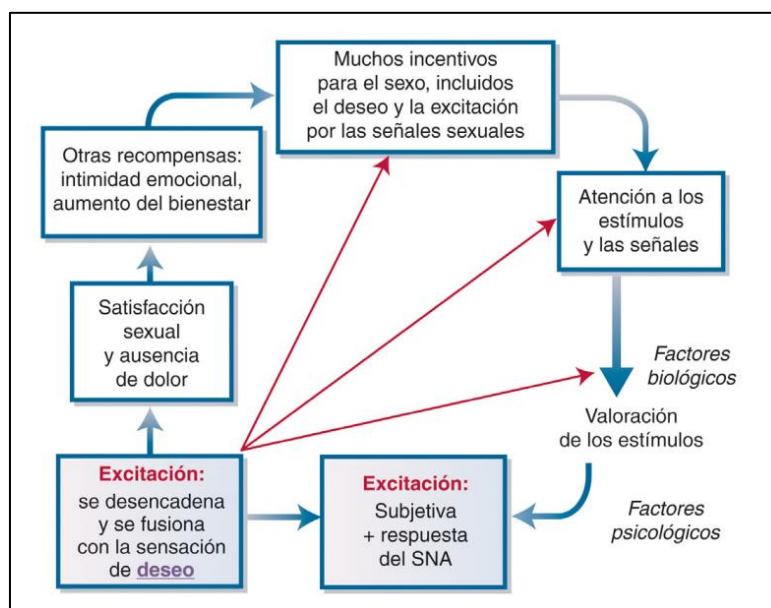 Muchos incentivos
para el sexo, incluidos
el deseo y la excitación
por las señales sexuales
Otras recompensas:
intimidad emocional,
aumento del bienestar
Atención a los
estímulos
y las señales
Satisfacción
sexual
y ausencia
de dolor
Factores
biológicos
Valoración
de los estímulos
Excitación:
se desencadena
y se fusiona
con la sensación
de deseo
Excitación:
Subjetiva
+ respuesta
del SNA
Factores
psicológicos